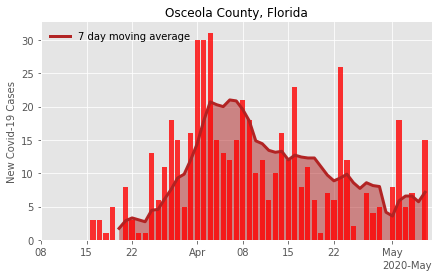 Osceola County, Florida
7 day moving average
New Covid-19 Cases
30
25
20
15
10
5
0
08
15
22
Apr
08
15
22
May
2020-May